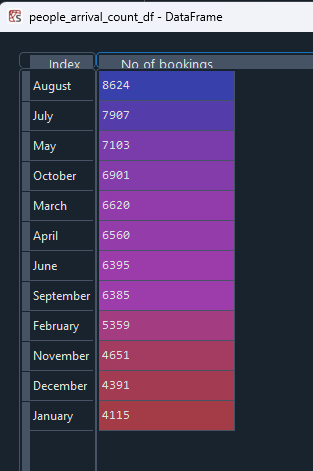 people_arrival_count_df - DataFrame
Index No of bookings
August 8624
July 7907
May 7103
October 6901
March 6620
April 6560
June 6395
September 6385
February 5359
November 4651
December 4391
January 4115